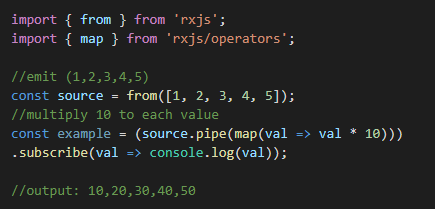 import { from } from 'rxjs';
import { map } from 'rxjs/operators';

//emit (1,2,3,4,5)
const source = from([1, 2, 3, 4, 5]);
//multiply 10 to each value
const example = (source.pipe(map(val => val * 10)))
.subscribe(val => console.log(val));

//output: 10,20,30,40,50